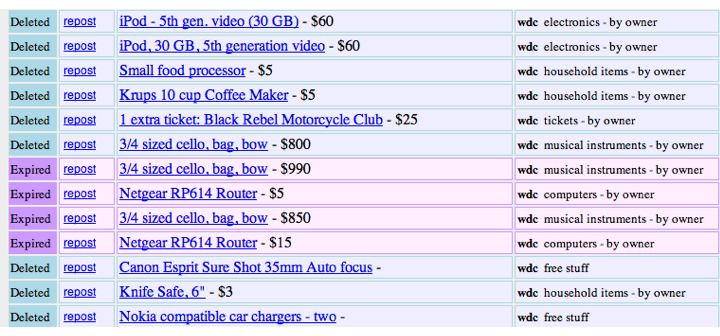 Deleted repost iPod - 5th gen. video (30 GB) - $60 wdc electronics - by owner
Deleted repost iPod, 30 GB, 5th generation video - $60 wdc electronics - by owner
Deleted repost Small food processor - $5 wdc household items - by owner
Deleted repost Krups 10 cup Coffee Maker - $5 wdc household items - by owner
Deleted repost 1 extra ticket: Black Rebel Motorcycle Club - $25 wdc tickets - by owner
Deleted repost 3/4 sized cello, bag, bow - $800 wdc musical instruments - by owner
Expired repost 3/4 sized cello, bag, bow - $990 wdc musical instruments - by owner
Expired repost Netgear RP614 Router - $5 wdc computers - by owner
Expired repost 3/4 sized cello, bag, bow - $850 wdc musical instruments - by owner
Expired repost Netgear RP614 Router - $15 wdc computers - by owner
Deleted repost Canon Esprit Sure Shot 35mm Auto focus - wdc free stuff
Deleted repost Knife Safe, 6" - $3 wdc household items - by owner
Deleted repost Nokia compatible car chargers - two - wdc free stuff